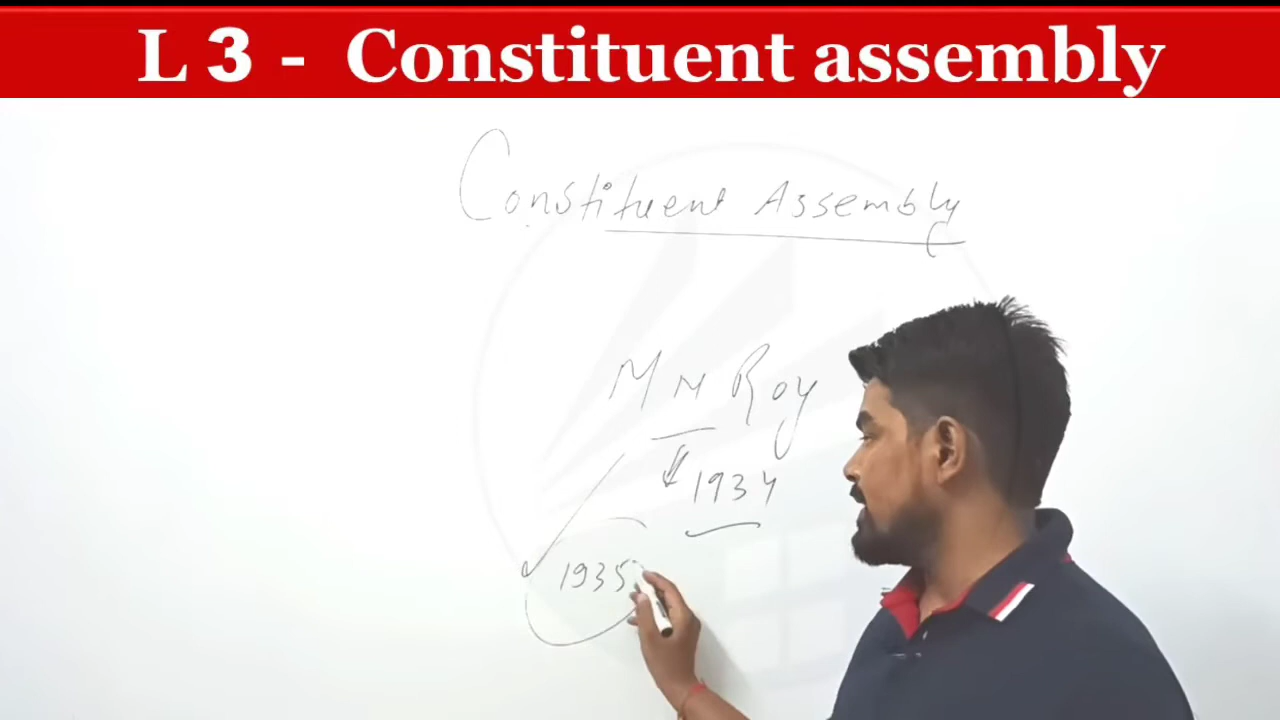 L 3 - Constituent assembly
Constituent Assembly
M N Roy
1934
1935